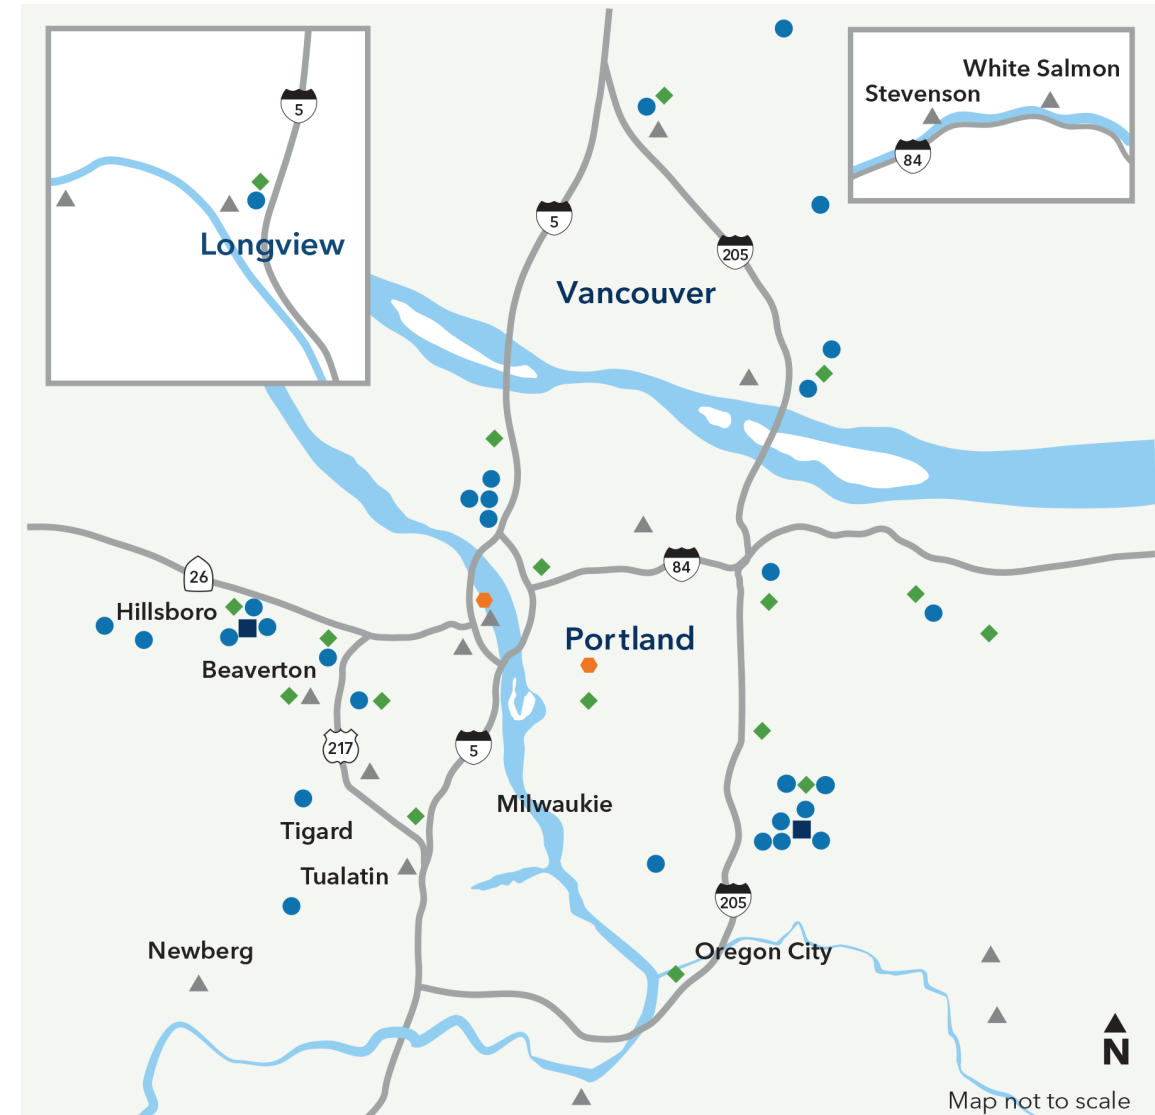 5
Longview
White Salmon
Stevenson
84
5
205
Vancouver
26
84
Hillsboro
Portland
Beaverton
217
5
Milwaukie
Tigard
Tualatin
205
Newberg
Oregon City
N
Map not to scale